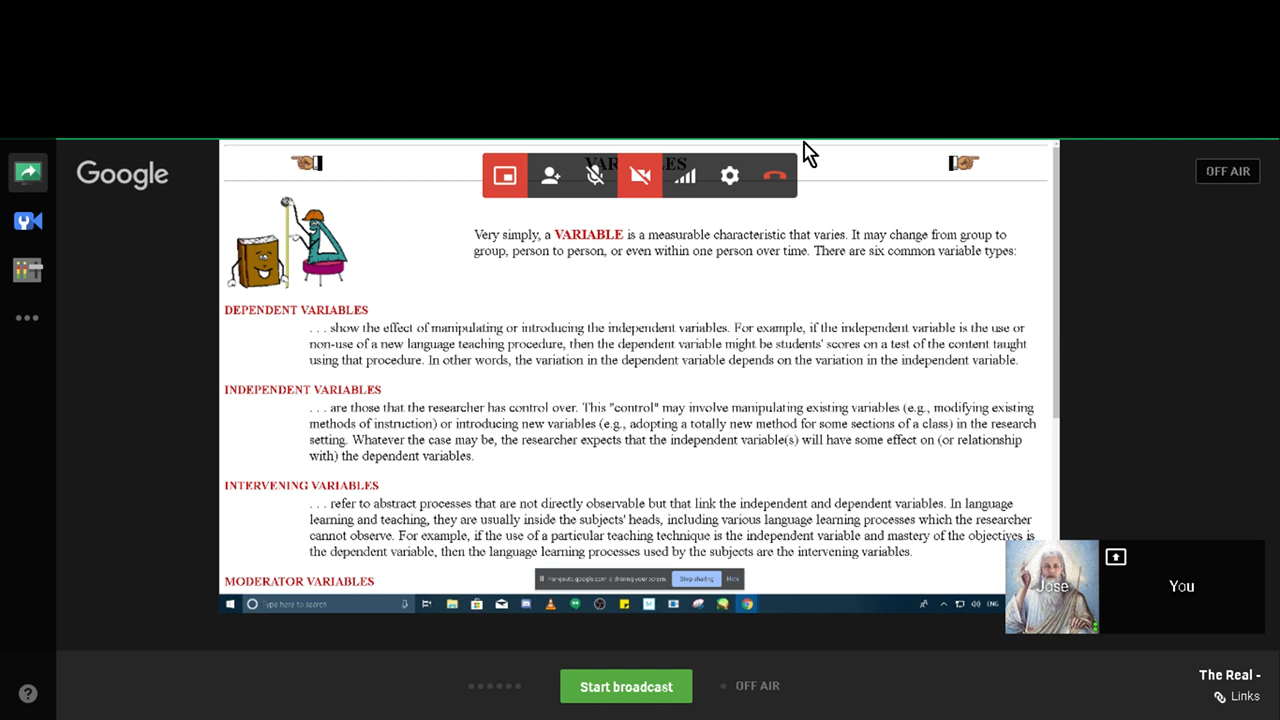 Google
VARIABLES
OFF AIR
Very simply, a VARIABLE is a measurable characteristic that varies. It may change from group to
group, person to person, or even within one person over time. There are six common variable types:
DEPENDENT VARIABLES
. . . show the effect of manipulating or introducing the independent variables. For example, if the independent variable is the use or
non-use of a new language teaching procedure, then the dependent variable might be students' scores on a test of the content taught
using that procedure. In other words, the variation in the dependent variable depends on the variation in the independent variable.
INDEPENDENT VARIABLES
. . . are those that the researcher has control over. This "control" may involve manipulating existing variables (e.g., modifying existing
methods of instruction) or introducing new variables (e.g., adopting a totally new method for some sections of a class) in the research
setting. Whatever the case may be, the researcher expects that the independent variable(s) will have some effect on (or relationship
with) the dependent variables.
INTERVENING VARIABLES
. . . refer to abstract processes that are not directly observable but that link the independent and dependent variables. In language
learning and teaching, they are usually inside the subjects' heads, including various language learning processes which the researcher
cannot observe. For example, if the use of a particular teaching technique is the independent variable and mastery of the objectives is
the dependent variable, then the language learning processes used by the subjects are the intervening variables.
MODERATOR VARIABLES
hangouts.google.com is sharing your screen. Stop sharing Hide
Type here to search
ENG
Jose
You
Start broadcast
OFF AIR
The Real -
Links